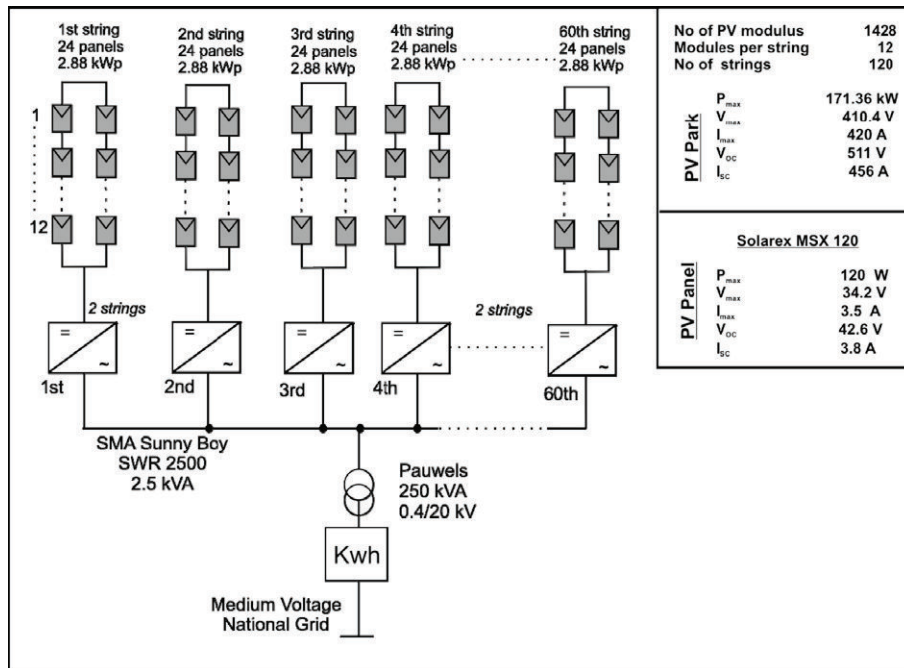 1st string
24 panels
2.88 kWp
2nd string
24 panels
2.88 kWp
3rd string
24 panels
2.88 kWp
4th string
24 panels
2.88 kWp
60th string
24 panels
2.88 kWp
1
12
2 strings
2 strings
=
~
=
~
=
~
=
~
=
~
1st
2nd
3rd
4th
60th
SMA Sunny Boy
SWR 2500
2.5 kVA
Pauwels
250 kVA
0.4/20 kV
Kwh
Medium Voltage
National Grid
No of PV modulus 1428
Modules per string 12
No of strings 120
PV Park
Pmax 171.36 kW
Vmax 410.4 V
Imax 420 A
VOC 511 V
ISC 456 A
Solarex MSX 120
PV Panel
Pmax 120 W
Vmax 34.2 V
Imax 3.5 A
VOC 42.6 V
ISC 3.8 A